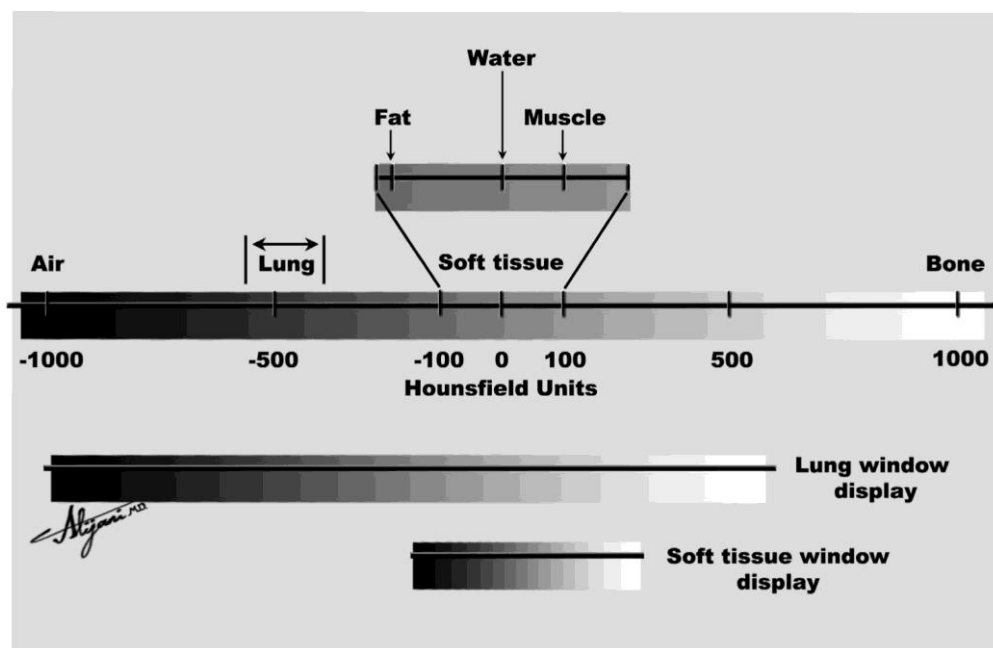 Water
Fat
Muscle
Air
Lung
Soft tissue
Bone
-1000 -500 -100 0 100 500 1000
Hounsfield Units
Lung window
display
Alijani M.D.
Soft tissue window
display